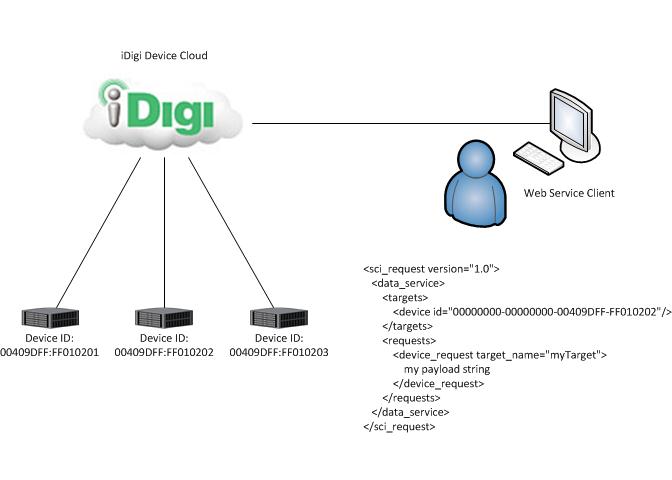 iDigi Device Cloud
iDigi
Web Service Client
Device ID:
00409DFF:FF010201
Device ID:
00409DFF:FF010202
Device ID:
00409DFF:FF010203
<sci_request version="1.0">
<data_service>
<targets>
<device id="00000000-00000000-00409DFF-FF010202"/>
</targets>
<requests>
<device_request target_name="myTarget">
my payload string
</device_request>
</requests>
</data_service>
</sci_request>